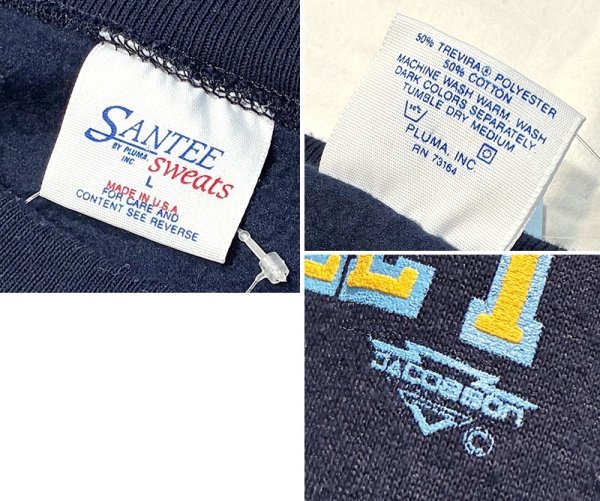 SANTEE
BY PLUMA, INC
sweats
L
MADE IN U.S.A
FOR CARE AND
CONTENT SEE REVERSE
50% TREVIRA® POLYESTER
50% COTTON
MACHINE WASH WARM. WASH
DARK COLORS SEPARATELY.
TUMBLE DRY MEDIUM
PLUMA, INC
RN 73164
JACOBSON
©